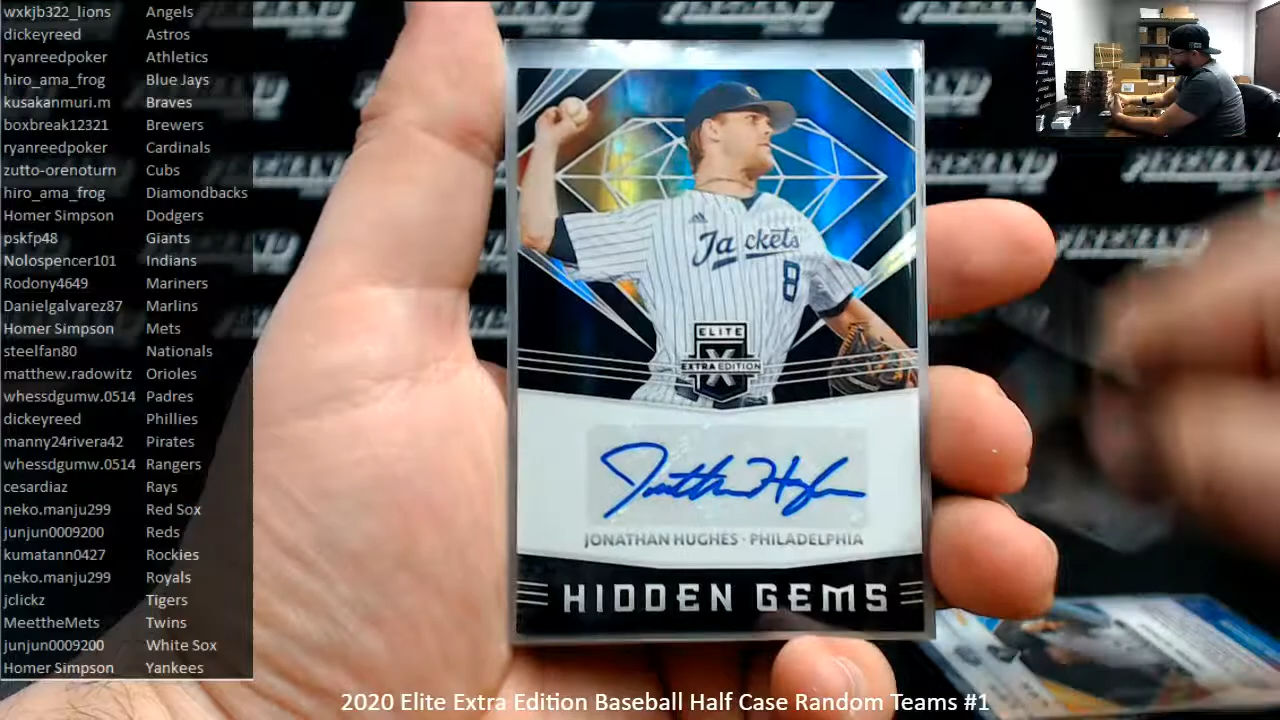 wxkjb322_lions Angels
dickeyreed Astros
ryanreedpoker Athletics
hiro_ama_frog Blue Jays
kusakanmuri.m Braves
boxbreak12321 Brewers
ryanreedpoker Cardinals
zutto-orenoturn Cubs
hiro_ama_frog Diamondbacks
Homer Simpson Dodgers
pskfp48 Giants
Nolospencer101 Indians
Rodony4649 Mariners
Danielgalvarez87 Marlins
Homer Simpson Mets
steelfan80 Nationals
matthew.radowitz Orioles
whessdgumw.0514 Padres
dickeyreed Phillies
manny24rivera42 Pirates
whessdgumw.0514 Rangers
cesardiaz Rays
neko.manju299 Red Sox
junjun0009200 Reds
kumatann0427 Rockies
neko.manju299 Royals
jclickz Tigers
MeettheMets Twins
junjun0009200 White Sox
Homer Simpson Yankees
Jackets
8
ELITE
X
EXTRA EDITION
Jonathan Hughes
JONATHAN HUGHES · PHILADELPHIA
HIDDEN GEMS
2020 Elite Extra Edition Baseball Half Case Random Teams #1